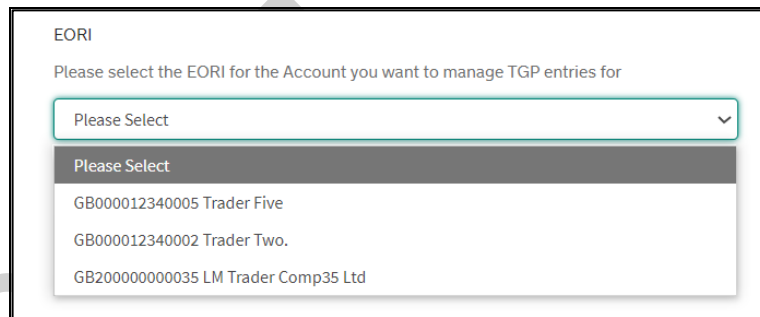 EORI
Please select the EORI for the Account you want to manage TGP entries for
Please Select
Please Select
GB000012340005 Trader Five
GB000012340002 Trader Two.
GB200000000035 LM Trader Comp35 Ltd